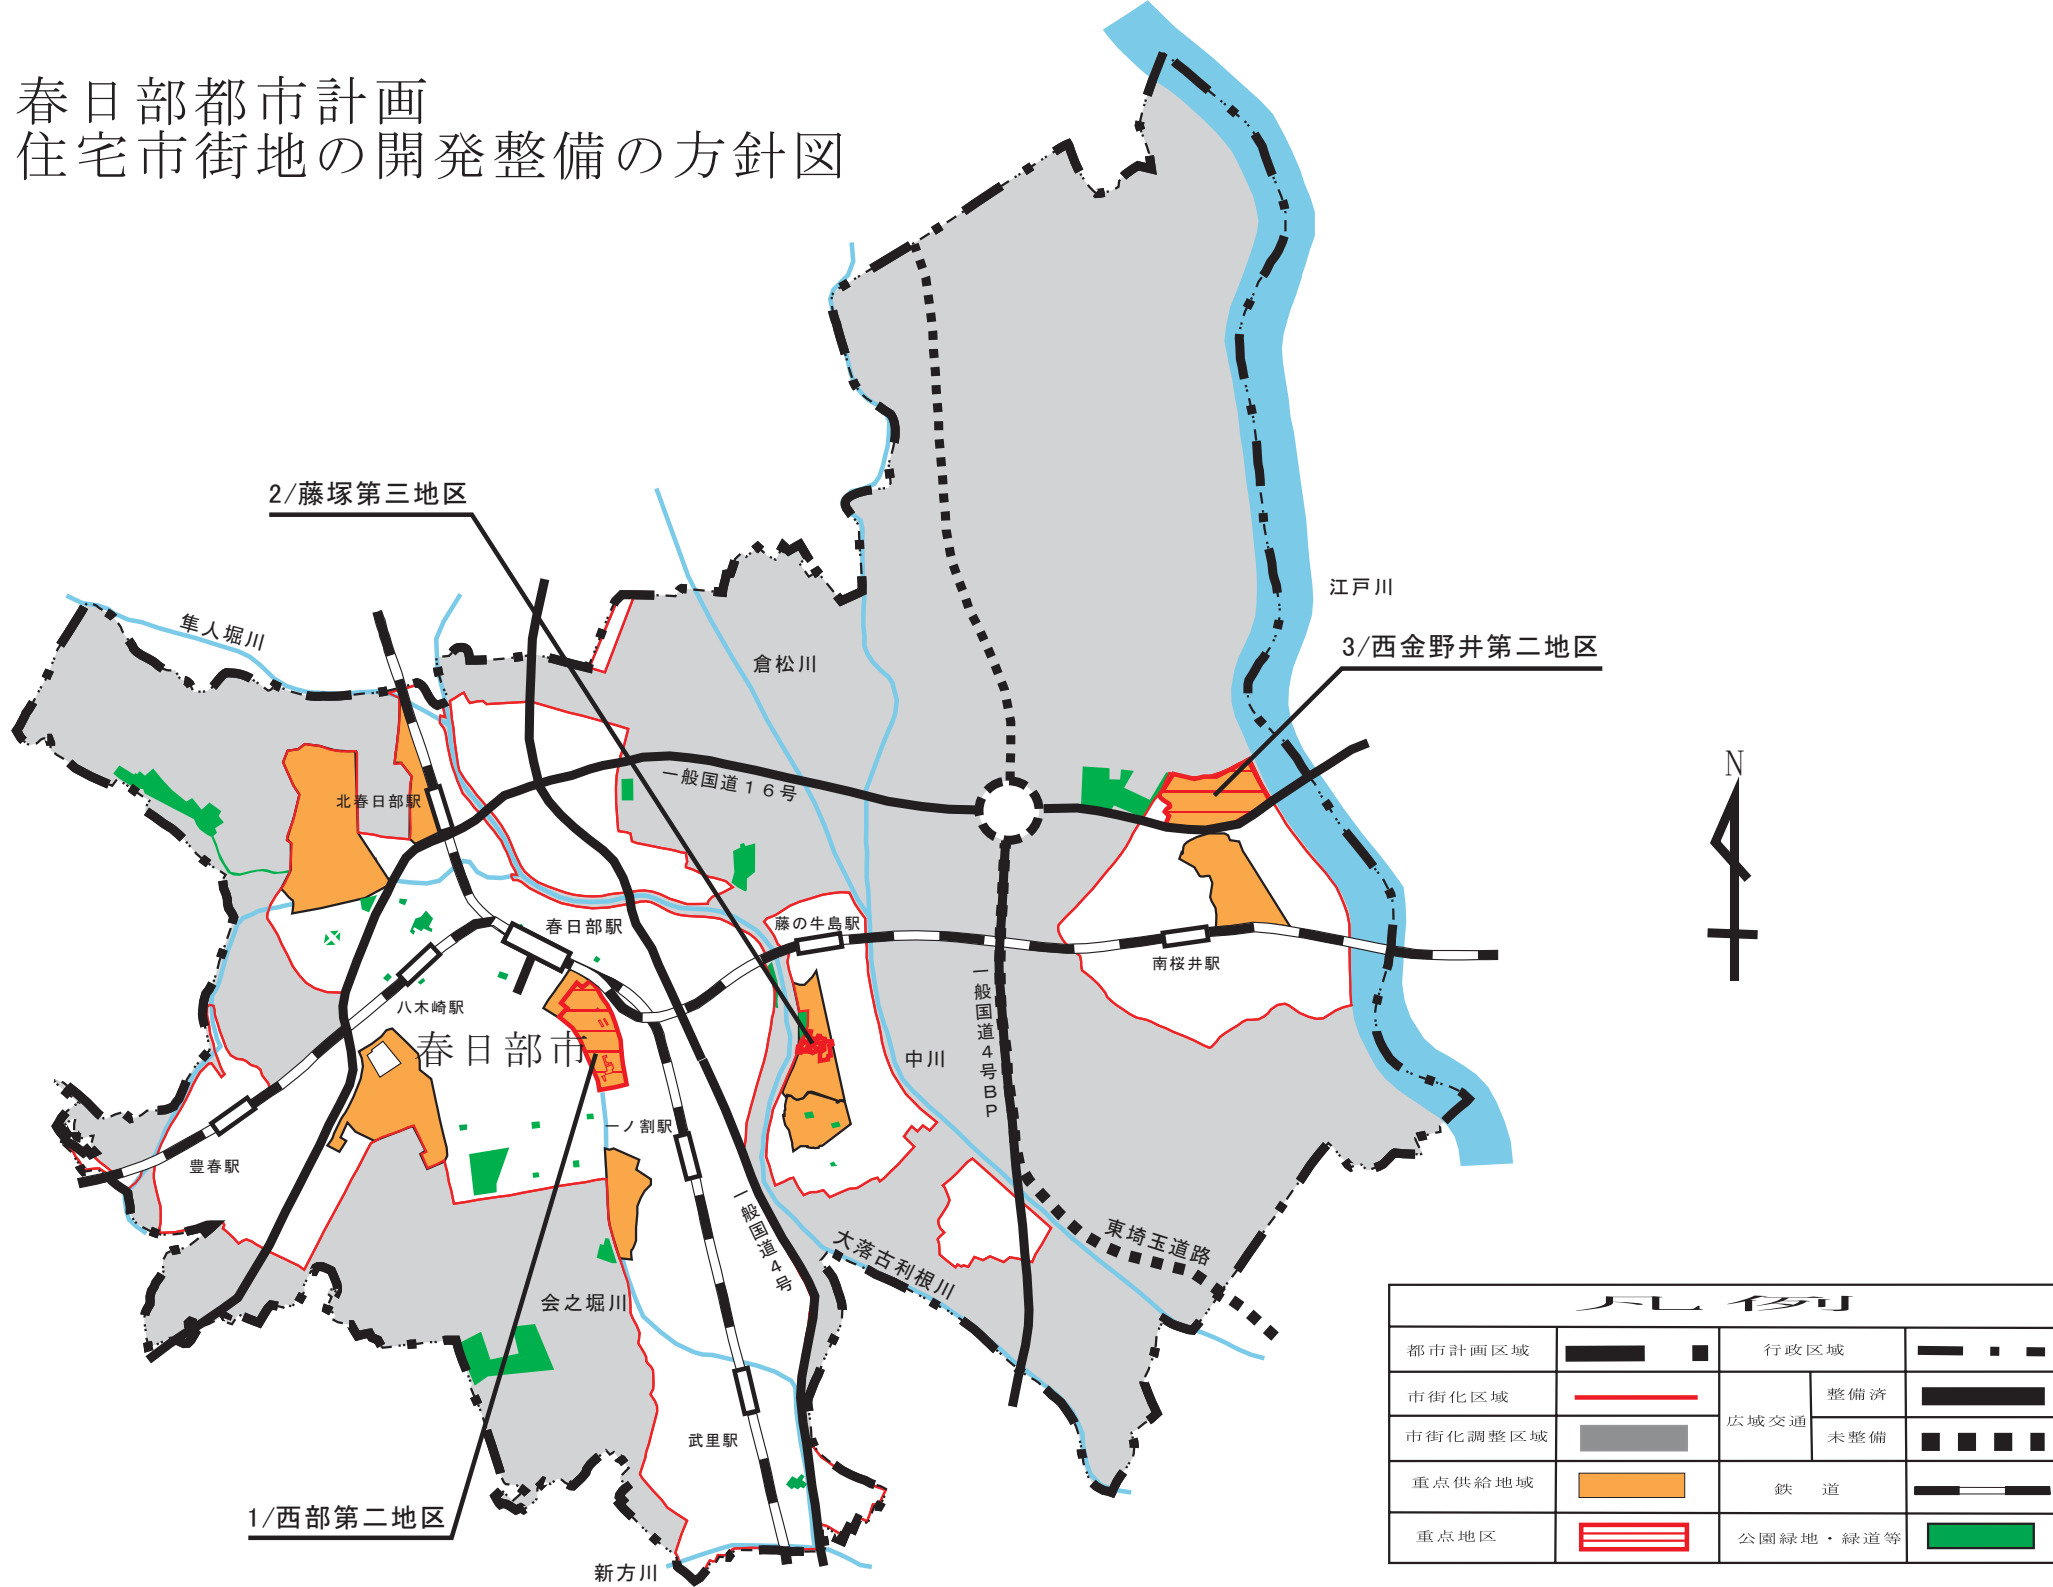 春日部都市計画
住宅市街地の開発整備の方針図
2/藤塚第三地区
江戸川
3/西金野井第二地区
隼人堀川
倉松川
N
一般国道16号
北春日部駅
春日部駅
藤の牛島駅
南桜井駅
八木崎駅
春日部市
一般国道4号BP
中川
一ノ割駅
豊春駅
一般国道4号
東埼玉道路
大落古利根川
会之堀川
武里駅
1/西部第二地区
新方川
凡例
都市計画区域
行政区域
市街化区域
広域交通
整備済
市街化調整区域
未整備
重点供給地域
鉄 道
重点地区
公園緑地・緑道等